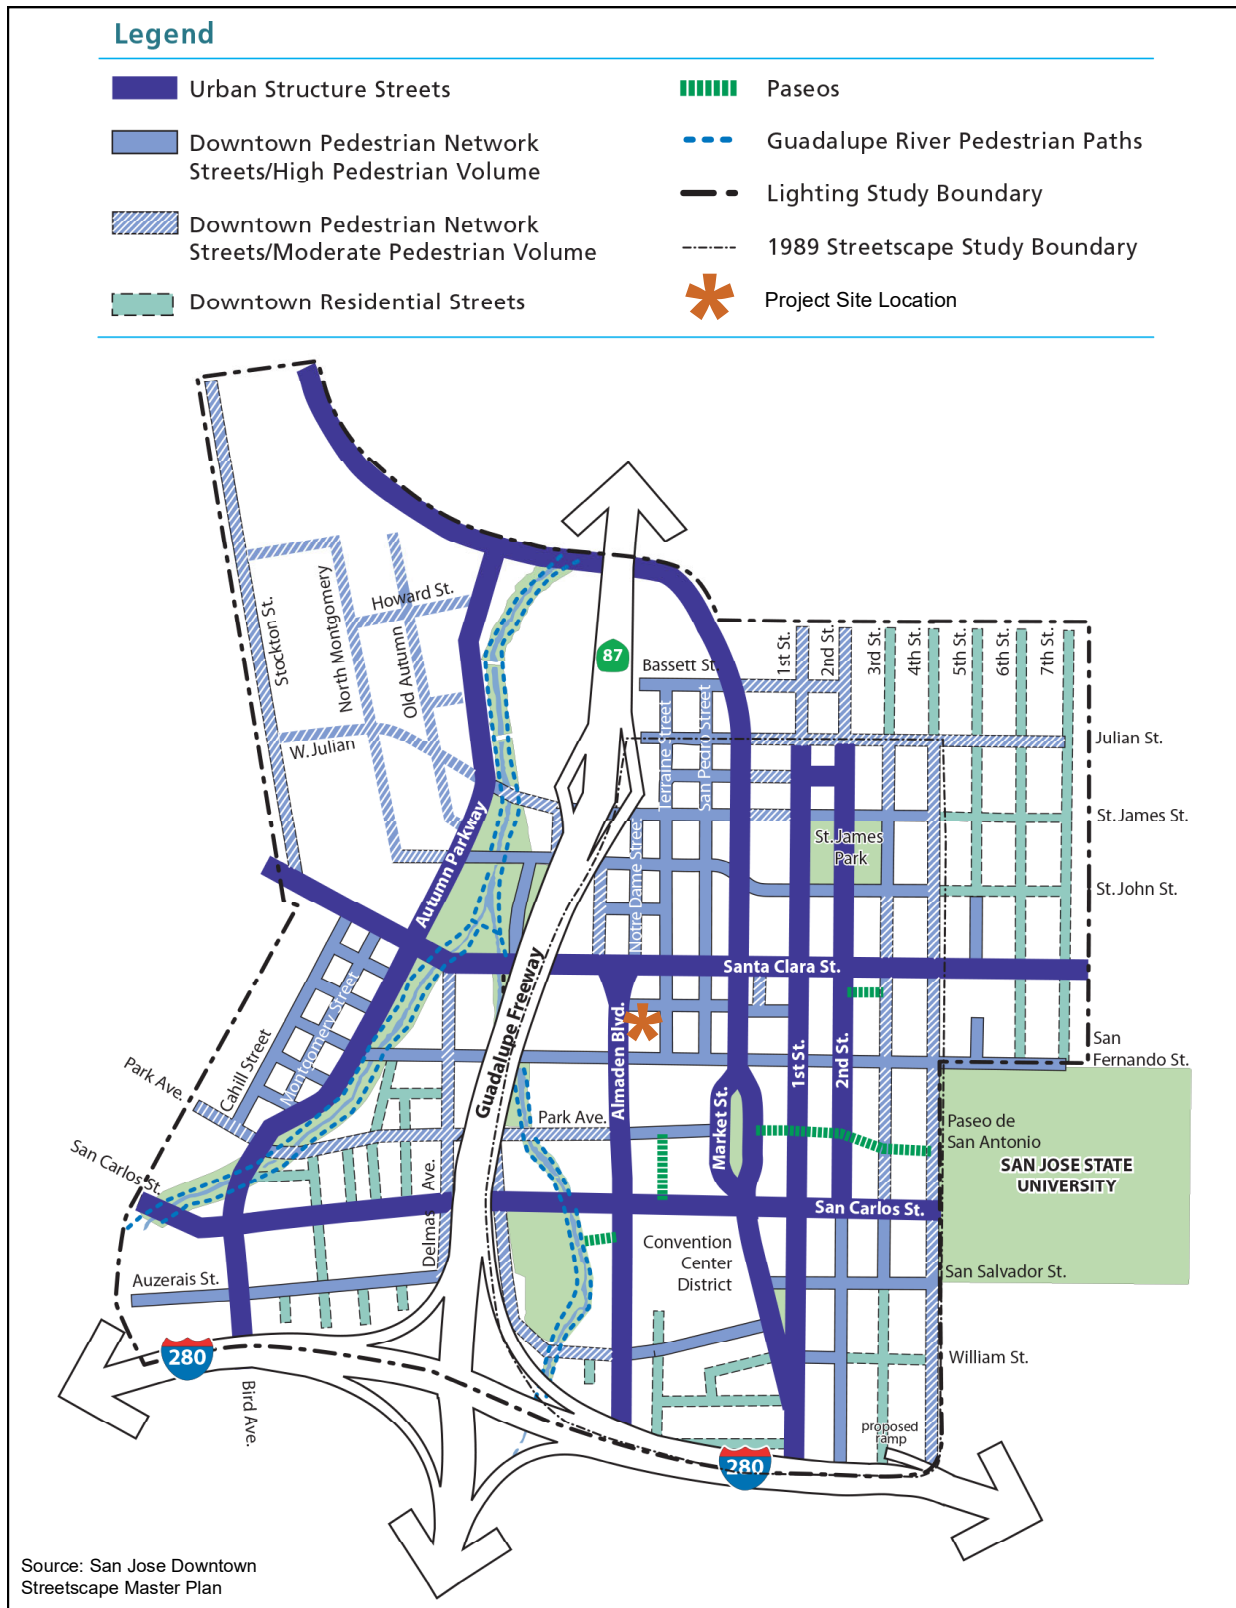 Legend
Urban Structure Streets
Downtown Pedestrian Network
Streets/High Pedestrian Volume
Downtown Pedestrian Network
Streets/Moderate Pedestrian Volume
Downtown Residential Streets
Paseos
Guadalupe River Pedestrian Paths
Lighting Study Boundary
1989 Streetscape Study Boundary
Project Site Location
Stockton St.
North Montgomery
Howard St.
Old Autumn
W. Julian
87
Bassett St.
1st St.
2nd St.
3rd St.
4th St.
5th St.
6th St.
7th St.
Terraine Street
San Pedro Street
Julian St.
St. James St.
St. James
Park
Autumn Parkway
Notre Dame Street
St. John St.
Santa Clara St.
Guadalupe Freeway
Montgomery Street
Cahill Street
Park Ave.
Almaden Blvd.
1st St.
2nd St.
San
Fernando St.
Park Ave.
Market St.
Paseo de
San Antonio
SAN JOSE STATE
UNIVERSITY
San Carlos St.
San Carlos St.
Delmas Ave.
Convention
Center
District
San Salvador St.
Auzerais St.
280
William St.
Bird Ave.
proposed
ramp
280
Source: San Jose Downtown
Streetscape Master Plan